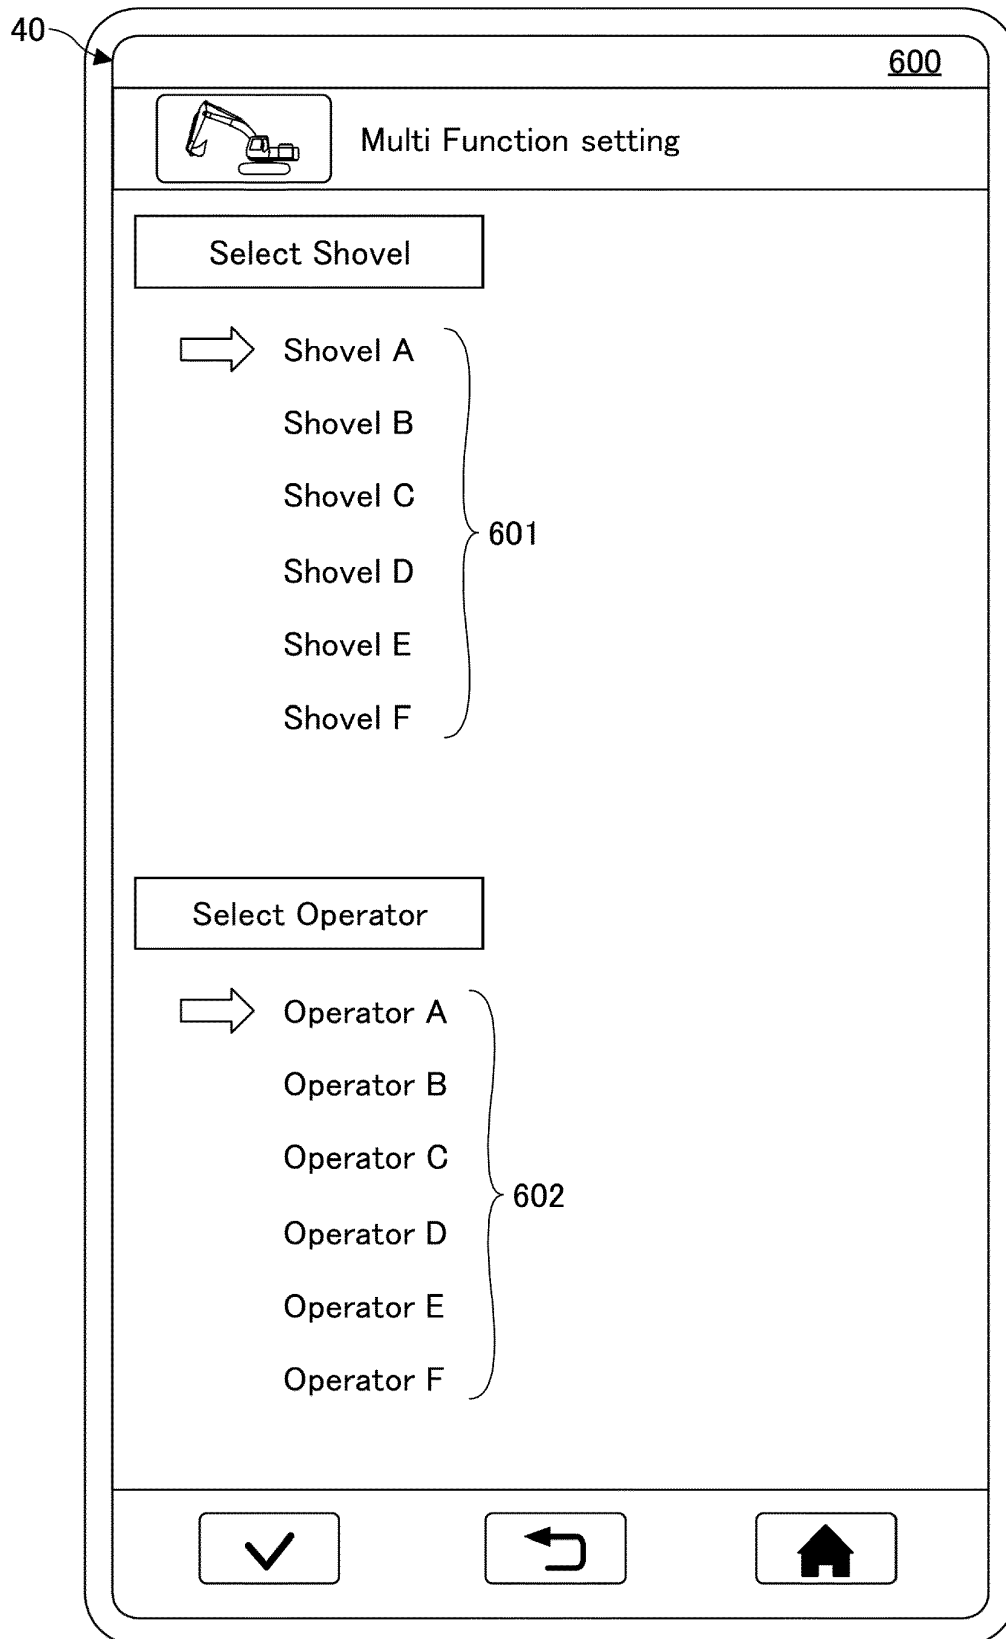 40
600
Multi Function setting
Select Shovel
Shovel A
Shovel B
Shovel C
601
Shovel D
Shovel E
Shovel F
Select Operator
Operator A
Operator B
Operator C
602
Operator D
Operator E
Operator F